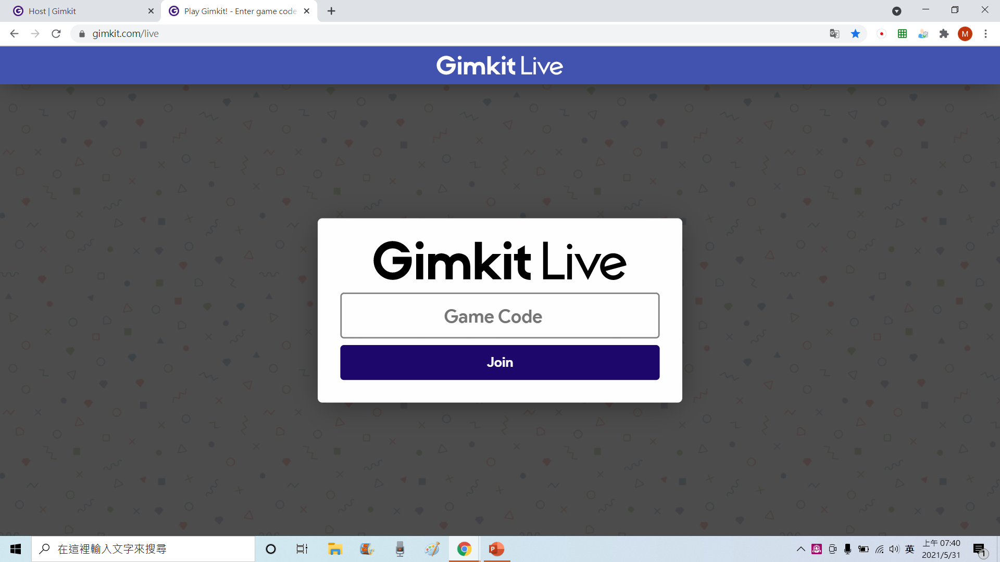 Host | Gimkit
Play Gimkit! - Enter game code
gimkit.com/live
M
Gimkit Live
Gimkit Live
Game Code
Join
在這裡輸入文字來搜尋
英
上午 07:40
2021/5/31
1